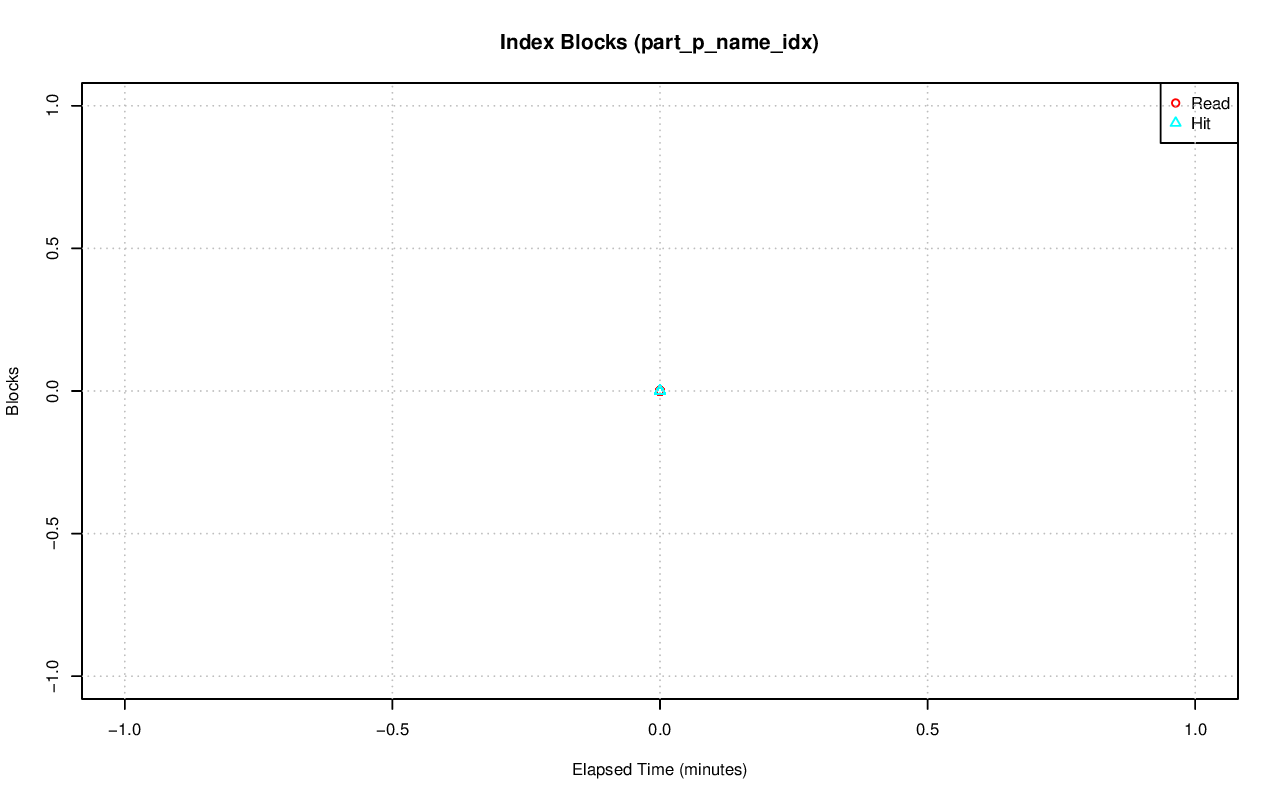 Index Blocks (part_p_name_idx)
Read
Hit
1.0
0.5
0.0
−0.5
−1.0
Blocks
−1.0
−0.5
0.0
0.5
1.0
Elapsed Time (minutes)